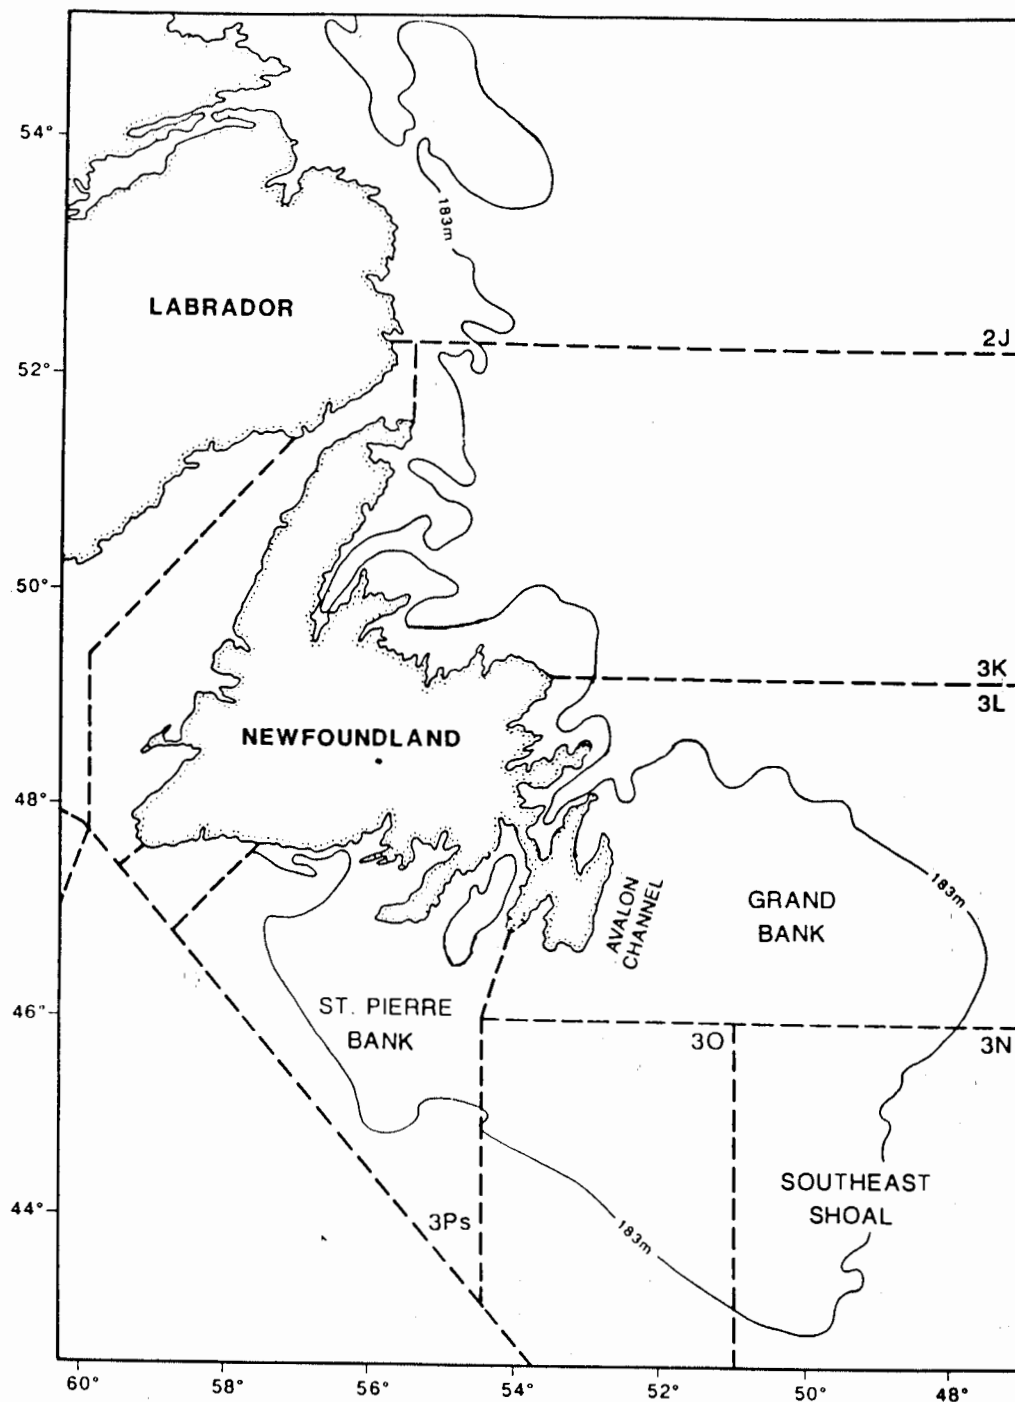 54°
183m
LABRADOR
2J
52°
50°
3K
3L
NEWFOUNDLAND
48°
183m
GRAND
BANK
AVALON
CHANNEL
46°
ST. PIERRE
BANK
3O
3N
SOUTHEAST
SHOAL
44°
3Ps
183m
60°
58°
56°
54°
52°
50°
48°